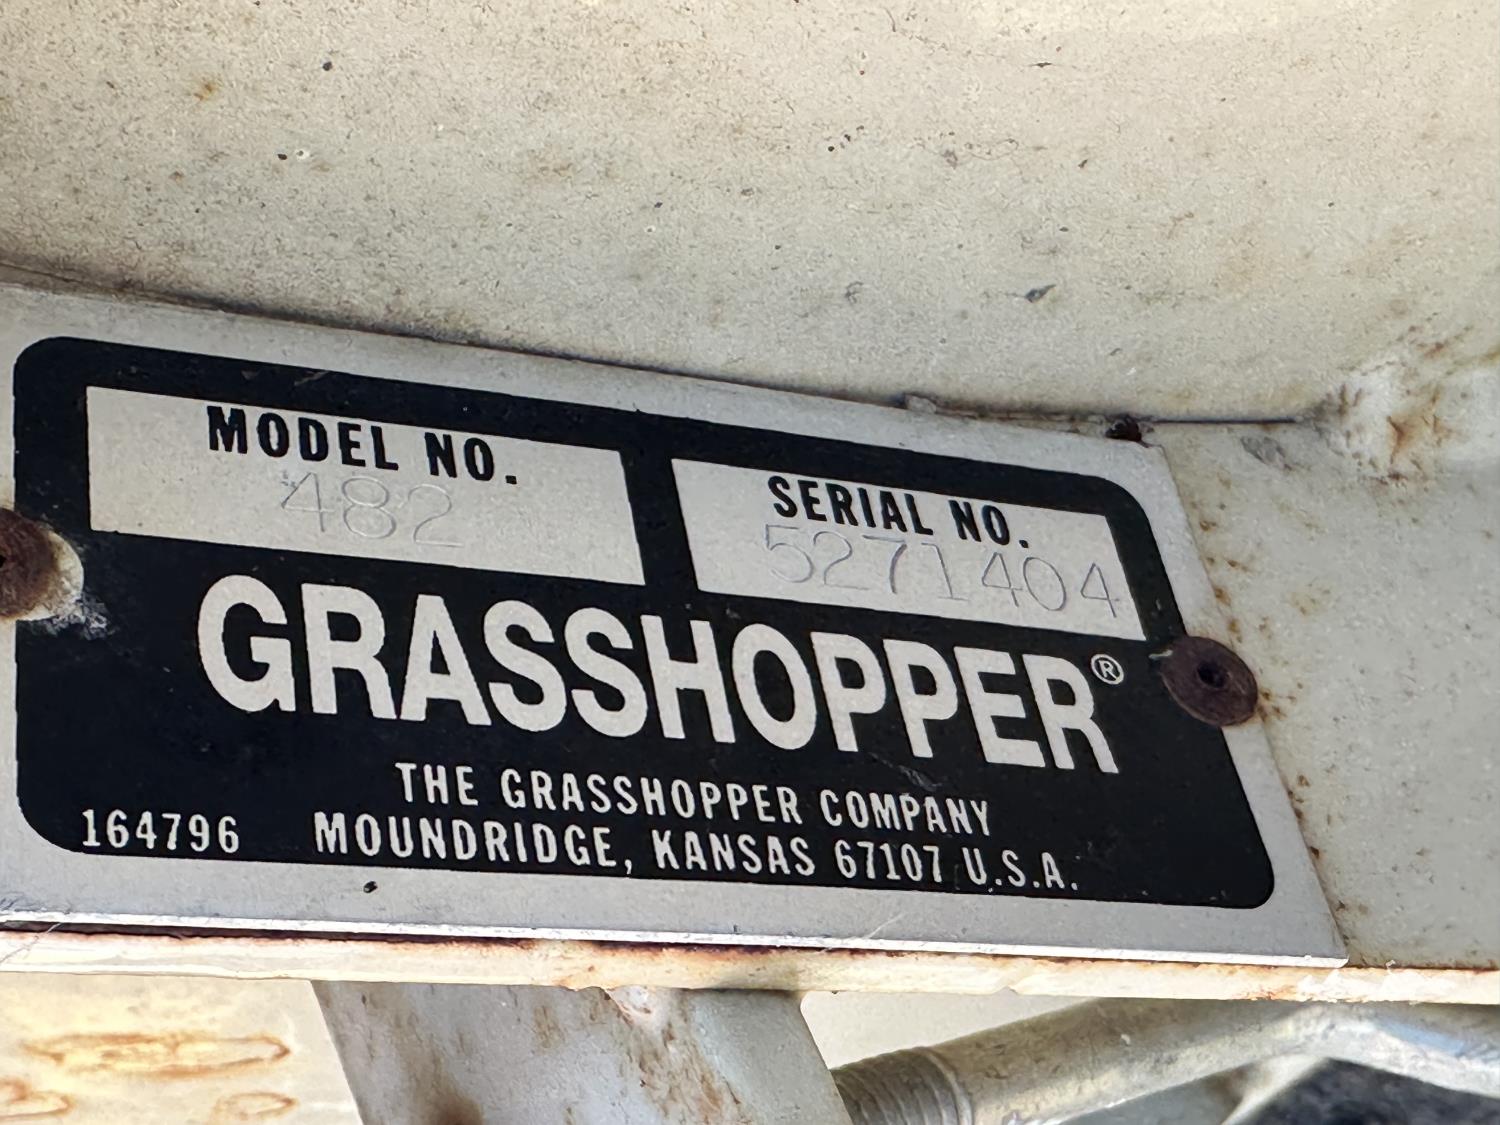 MODEL NO.
482
SERIAL NO.
5271404
GRASSHOPPER®
THE GRASSHOPPER COMPANY
164796 MOUNDRIDGE, KANSAS 67107 U.S.A.